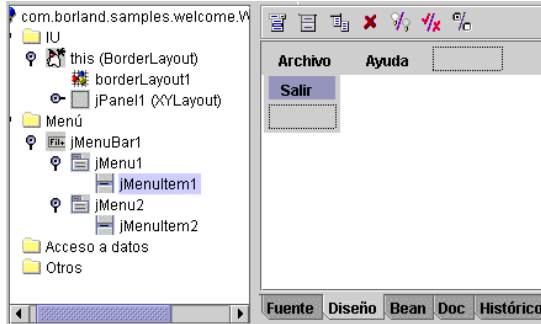 com.borland.samples.welcome.W
IU
this (BorderLayout)
borderLayout1
jPanel1 (XYLayout)
Menú
jMenuBar1
jMenu1
jMenuItem1
jMenu2
jMenuItem2
Acceso a datos
Otros
Archivo Ayuda
Salir
Fuente Diseño Bean Doc Histórico